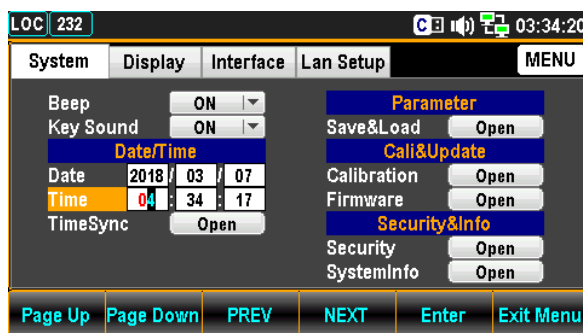 LOC 232 C 03:34:20
System Display Interface Lan Setup MENU
Beep ON
Key Sound ON
Date/Time
Date 2018 / 03 / 07
Time 04 : 34 : 17
TimeSync Open
Parameter
Save&Load Open
Cali&Update
Calibration Open
Firmware Open
Security&Info
Security Open
SystemInfo Open
Page Up Page Down PREV NEXT Enter Exit Menu